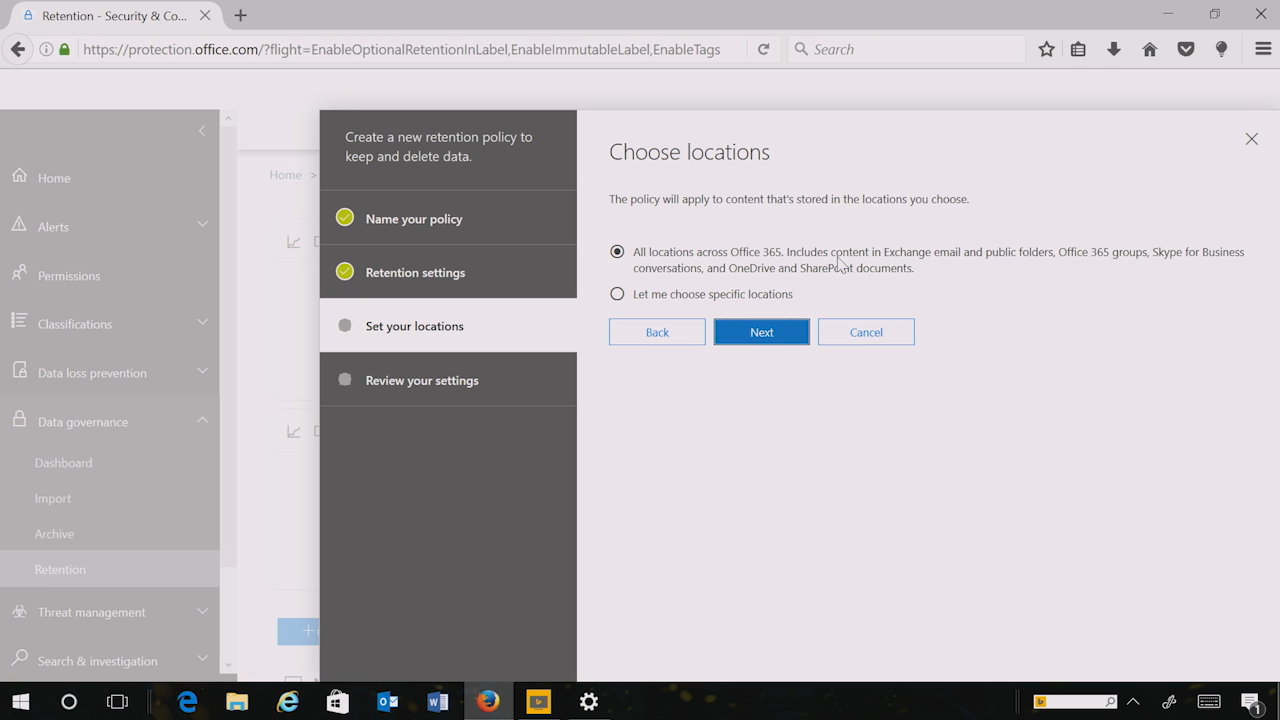 Retention - Security & Co...
https://protection.office.com/?flight=EnableOptionalRetentionInLabel,EnableImmutableLabel,EnableTags
Search
Home
Alerts
Permissions
Classifications
Data loss prevention
Data governance
Dashboard
Import
Archive
Retention
Threat management
Search & investigation
Home >
Create a new retention policy to
keep and delete data.
Name your policy
Retention settings
Set your locations
Review your settings
Choose locations
The policy will apply to content that's stored in the locations you choose.
All locations across Office 365. Includes content in Exchange email and public folders, Office 365 groups, Skype for Business
conversations, and OneDrive and SharePoint documents.
Let me choose specific locations
Back
Next
Cancel
1